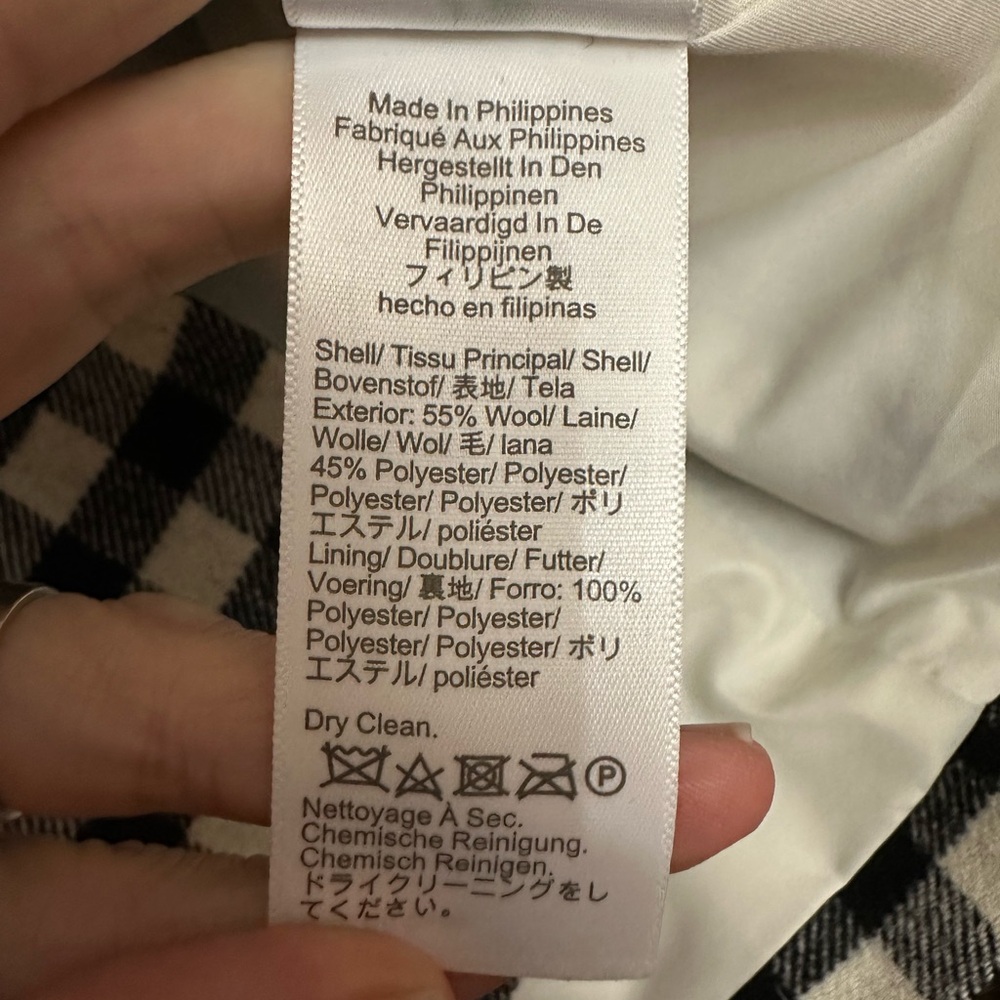 Made In Philippines
Fabriqué Aux Philippines
Hergestellt In Den
Philippinen
Vervaardigd In De
Filippijnen
フィリピン製
hecho en filipinas
Shell/ Tissu Principal/ Shell/
Bovenstof/ 表地/ Tela
Exterior: 55% Wool/ Laine/
Wolle/ Wol/ 毛/ lana
45% Polyester/ Polyester/
Polyester/ Polyester/ ポリ
エステル/ poliéster
Lining/ Doublure/ Futter/
Voering/ 裏地/ Forro: 100%
Polyester/ Polyester/
Polyester/ Polyester/ ポリ
エステル/ poliéster
Dry Clean.
P
Nettoyage À Sec.
Chemische Reinigung.
Chemisch Reinigen.
ドライクリーニングをし
てください。